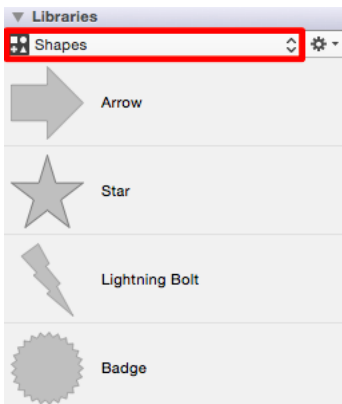 Libraries
Shapes
Arrow
Star
Lightning Bolt
Badge